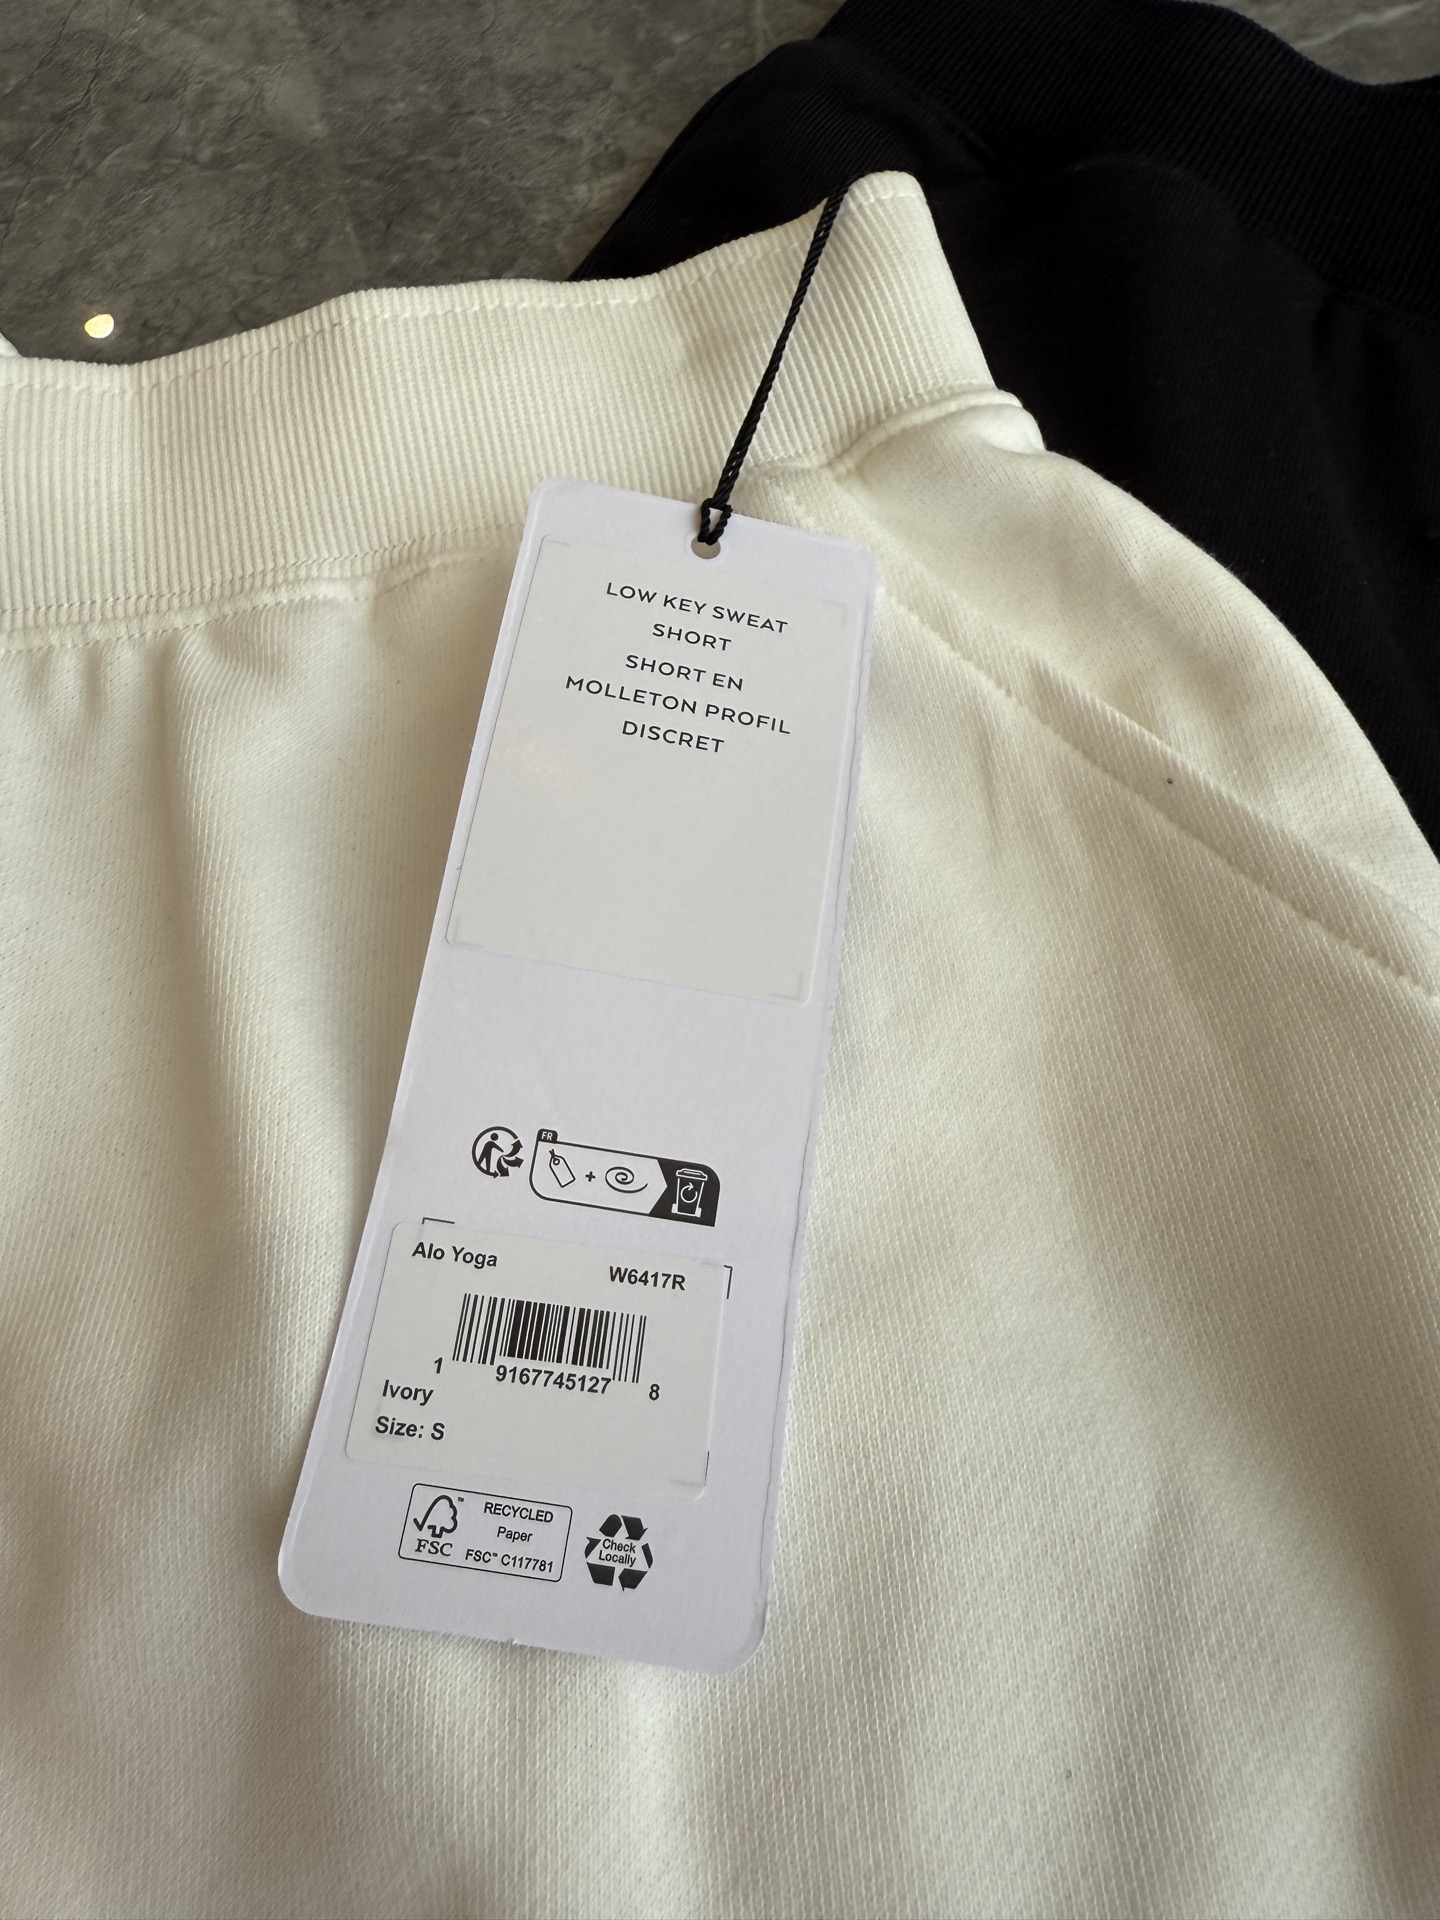 LOW KEY SWEAT
SHORT
SHORT EN
MOLLETON PROFIL
DISCRET
FR
+
Alo Yoga
W6417R
1 9167745127 8
Ivory
Size: S
FSC™
RECYCLED
Paper
FSC™ C117781
Check
Locally